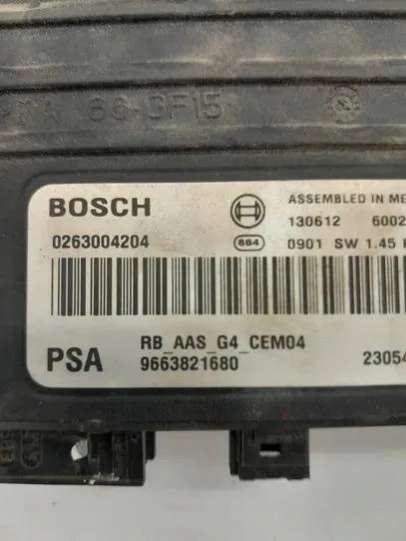 66-GF15
BOSCH
ASSEMBLED IN ME
130612 6002
0263004204
864 0901 SW 1.45
RB_AAS_G4_CEM04
PSA
9663821680
23054